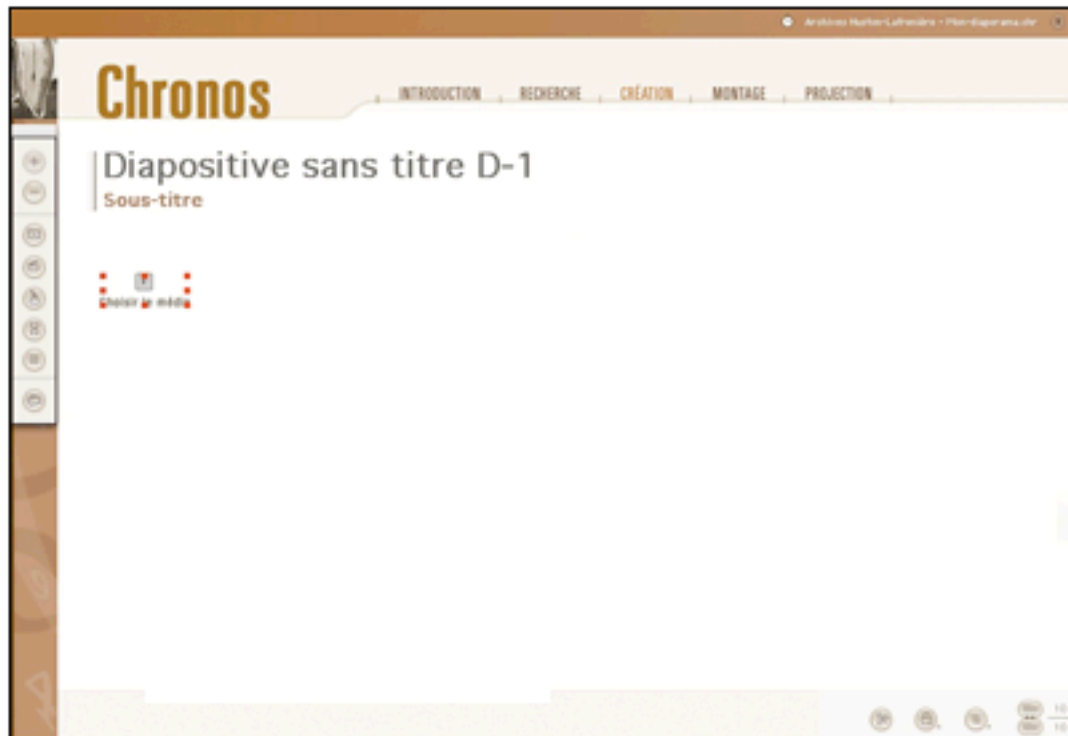 Chronos
INTRODUCTION RECHERCHE CRÉATION MONTAGE PROJECTION
Diapositive sans titre D-1
Sous-titre
Choisir le média